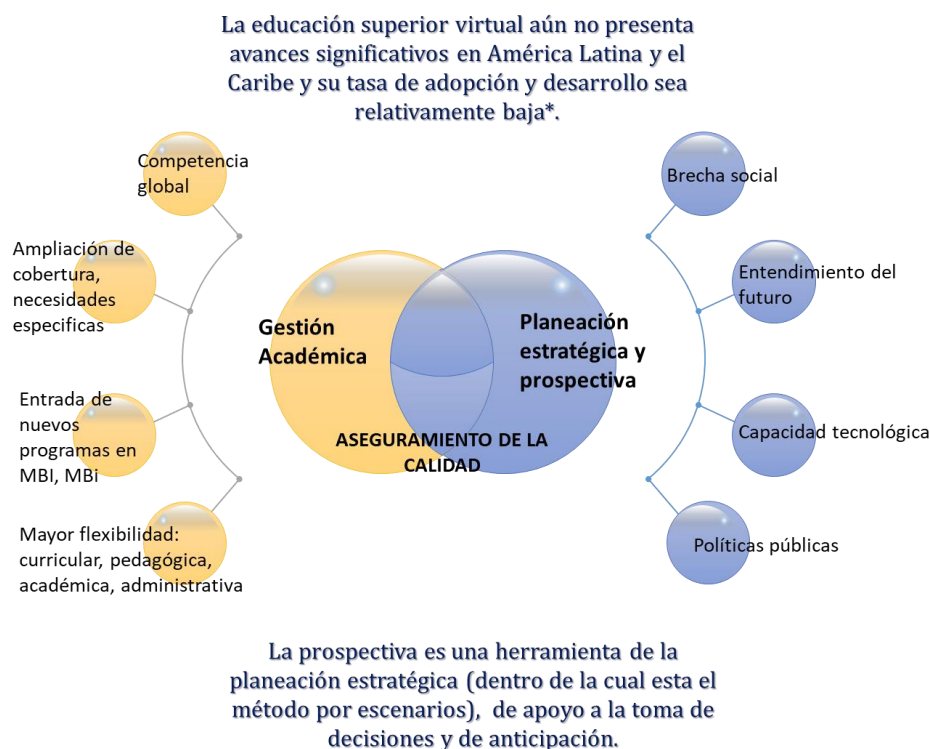 La educación superior virtual aún no presenta
avances significativos en América Latina y el
Caribe y su tasa de adopción y desarrollo sea
relativamente baja*.
Competencia
global
Ampliación de
cobertura,
necesidades
especificas
Entrada de
nuevos
programas en
MBI, MBi
Mayor flexibilidad:
curricular, pedagógica,
académica, administrativa
Gestión
Académica
Planeación
estratégica y
prospectiva
ASEGURAMIENTO DE LA
CALIDAD
Brecha social
Entendimiento del
futuro
Capacidad tecnológica
Políticas públicas
La prospectiva es una herramienta de la
planeación estratégica (dentro de la cual esta el
método por escenarios), de apoyo a la toma de
decisiones y de anticipación.